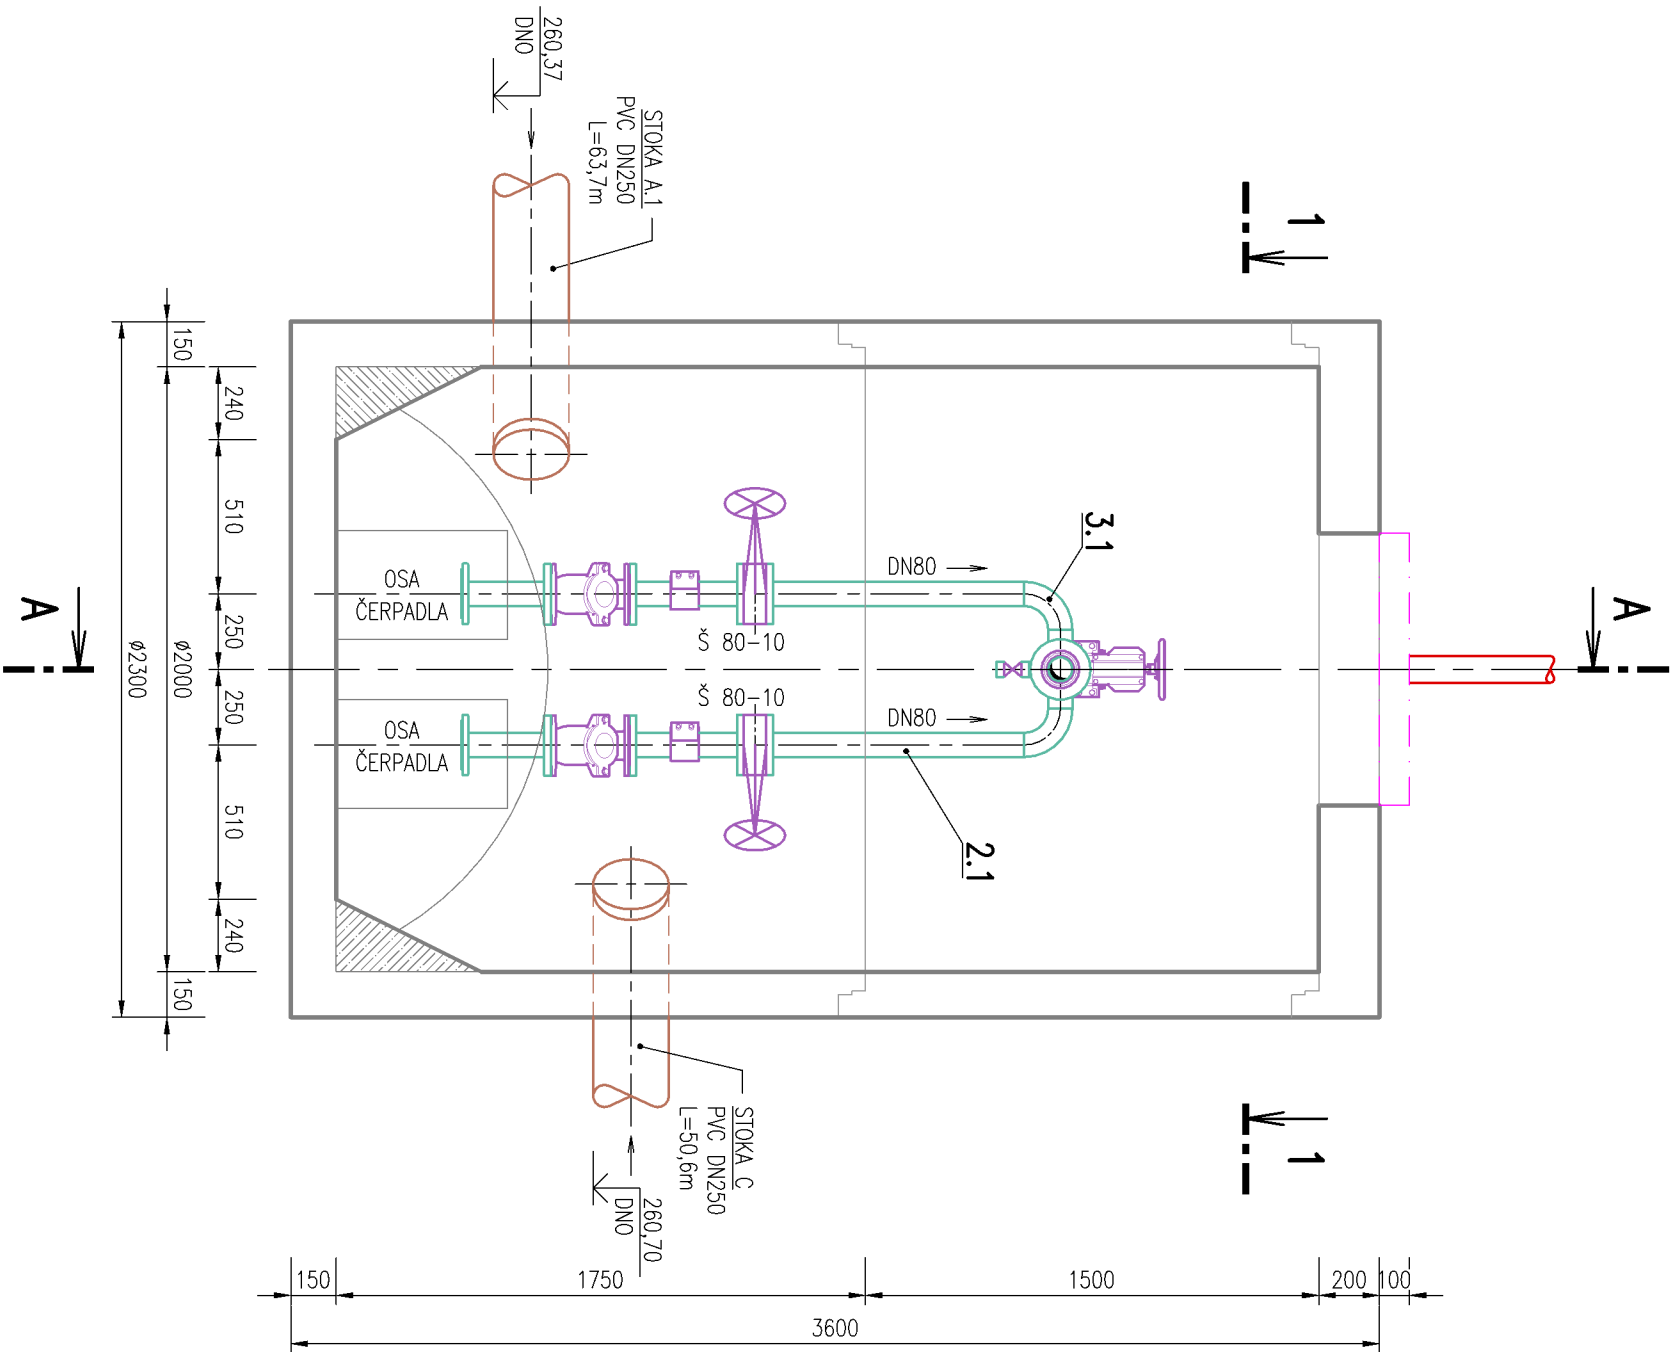 260,37
DNO
STOKA A.1
PVC DN250
L=63,7m
1
A
A
3.1
DN80
OSA
ČERPADLA
Š 80-10
Š 80-10
DN80
OSA
ČERPADLA
2.1
150
240
510
250
250
510
240
150
ø2000
ø2300
STOKA C
PVC DN250
L=50,6m
260,70
DNO
1
150
1750
1500
200
100
3600